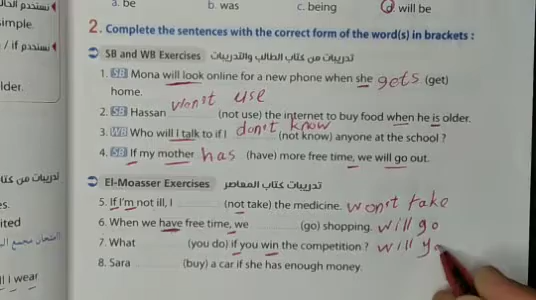 a. be b. was c. being d. will be
2. Complete the sentences with the correct form of the word(s) in brackets :
SB and WB Exercises تدريبات كتاب الطالب والتدريبات
1. SB Mona will look online for a new phone when she gets (get)
home.
2. SB Hassan won't use (not use) the internet to buy food when he is older.
3. WB Who will I talk to if I don't know (not know) anyone at the school ?
4. SB If my mother has (have) more free time, we will go out.
El-Moasser Exercises تدريبات كتاب المعاصر
5. If I'm not ill, I (not take) the medicine. won't take
6. When we have free time, we (go) shopping. will go
7. What (you do) if you win the competition ? will yo
8. Sara (buy) a car if she has enough money.
imple.
/ if
lder.
s.
ited
ll I wear